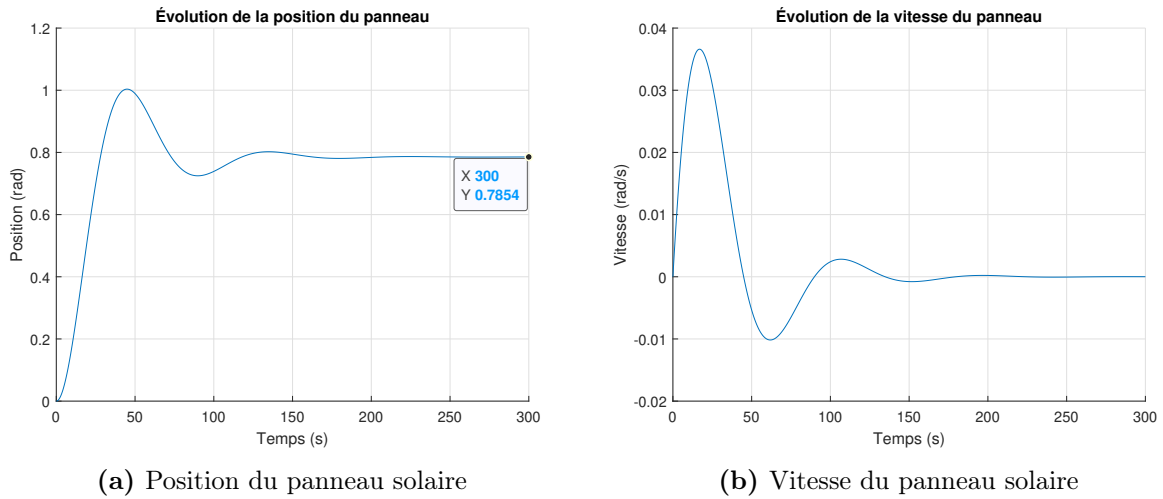 Évolution de la position du panneau
1.2
1
0.8
0.6
0.4
0.2
0
Position (rad)
X 300
Y 0.7854
0 50 100 150 200 250 300
Temps (s)
(a) Position du panneau solaire
Évolution de la vitesse du panneau
0.04
0.03
0.02
0.01
0
-0.01
-0.02
Vitesse (rad/s)
0 50 100 150 200 250 300
Temps (s)
(b) Vitesse du panneau solaire